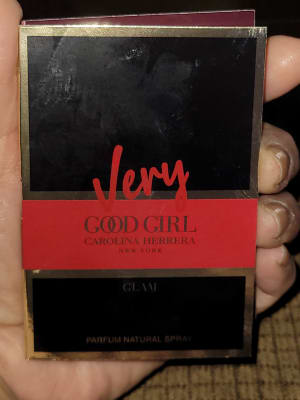 Very
GOOD GIRL
CAROLINA HERRERA
NEW YORK
GLAM
PARFUM NATURAL SPRAY